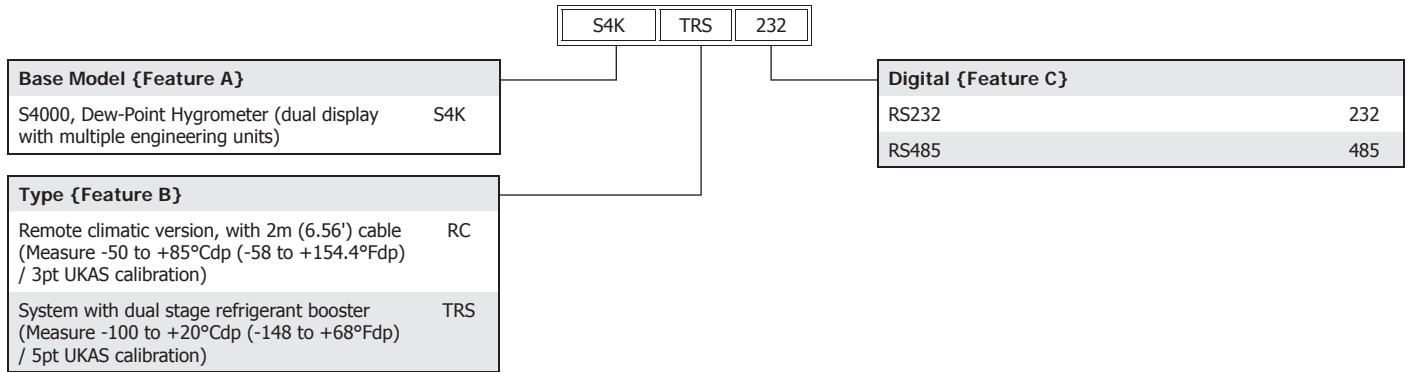 S4K TRS 232
Base Model {Feature A}
S4000, Dew-Point Hygrometer (dual display S4K
with multiple engineering units)
Type {Feature B}
Remote climatic version, with 2m (6.56') cable RC
(Measure -50 to +85°Cdp (-58 to +154.4°Fdp)
/ 3pt UKAS calibration)
System with dual stage refrigerant booster TRS
(Measure -100 to +20°Cdp (-148 to +68°Fdp)
/ 5pt UKAS calibration)
Digital {Feature C}
RS232 232
RS485 485